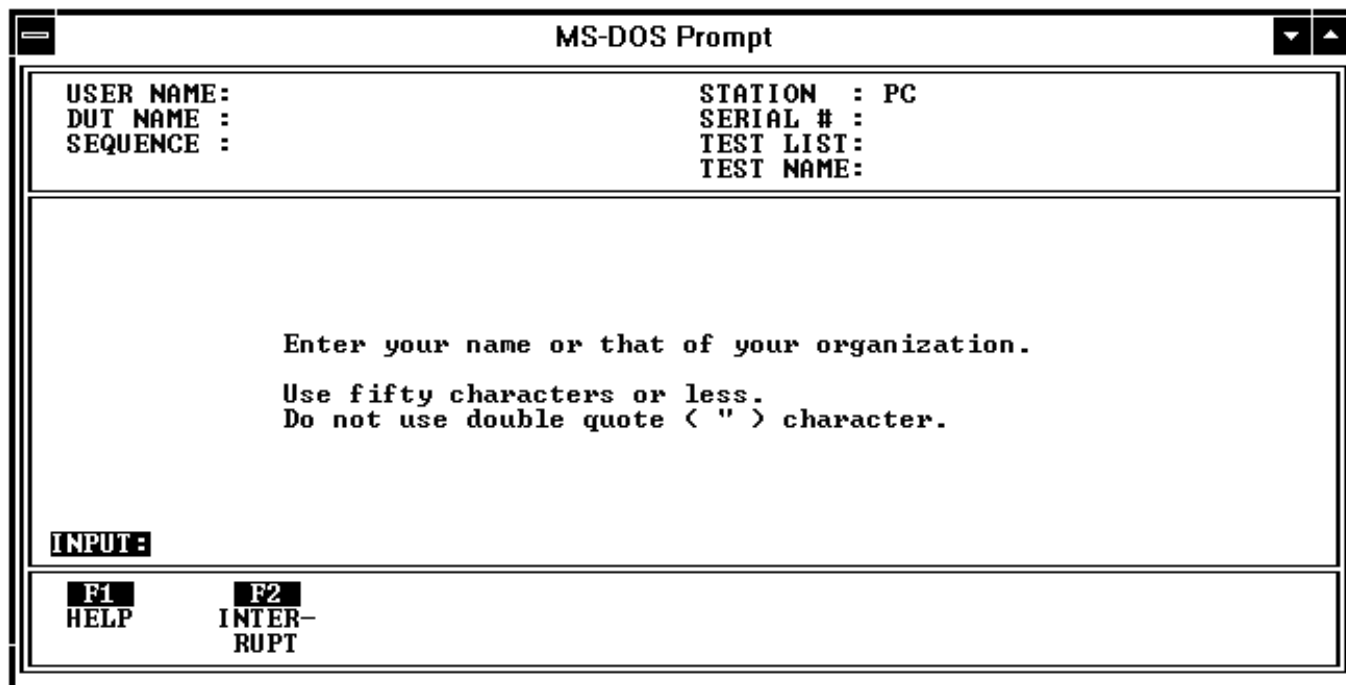 MS-DOS Prompt
USER NAME:
DUT NAME :
SEQUENCE :
STATION  : PC
SERIAL # :
TEST LIST:
TEST NAME:
Enter your name or that of your organization.
Use fifty characters or less.
Do not use double quote ( " ) character.
INPUT:
F1
HELP
F2
INTER-
RUPT